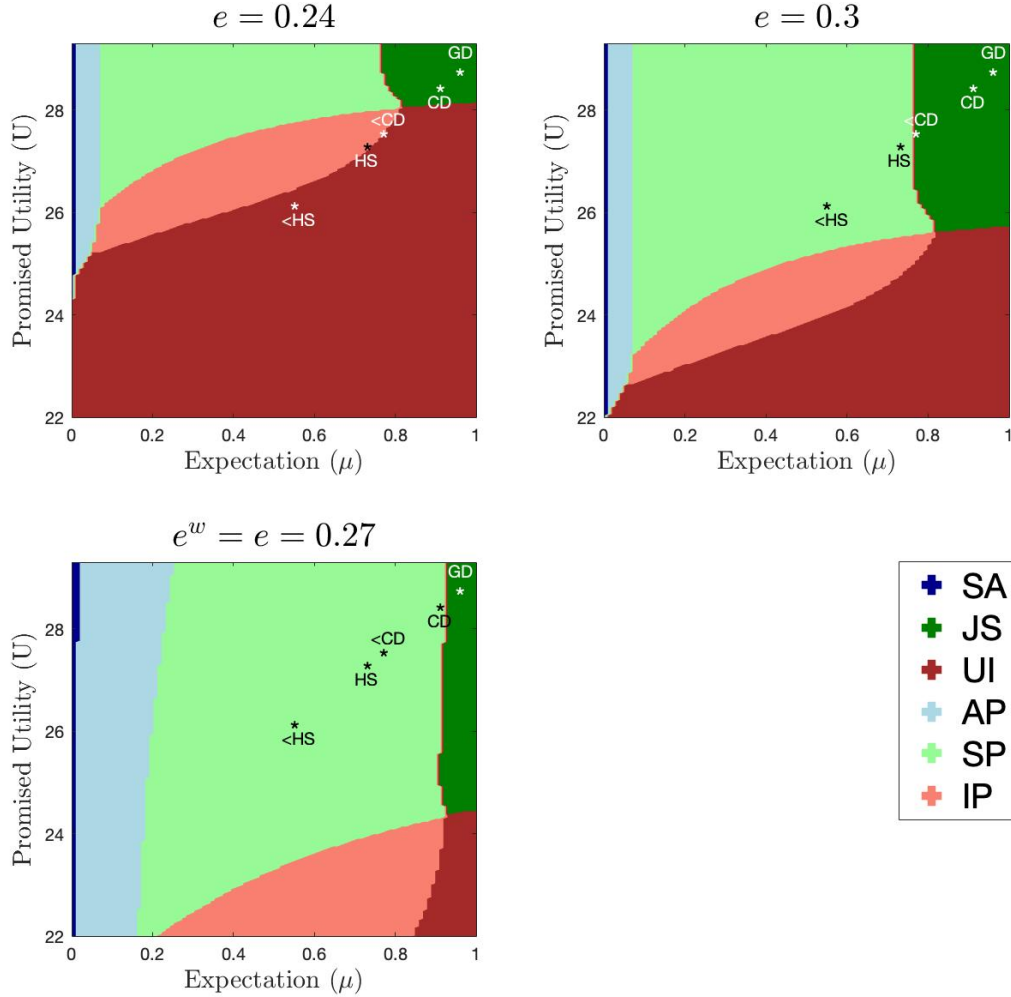 e = 0.24
GD
CD
<CD
HS
<HS
28
26
24
22
0
0.2
0.4
0.6
0.8
1
Promised Utility (U)
Expectation (μ)
e = 0.3
GD
CD
<CD
HS
<HS
28
26
24
22
0
0.2
0.4
0.6
0.8
1
Promised Utility (U)
Expectation (μ)
e^w = e = 0.27
GD
CD
<CD
HS
<HS
28
26
24
22
0
0.2
0.4
0.6
0.8
1
Promised Utility (U)
Expectation (μ)
SA
JS
UI
AP
SP
IP